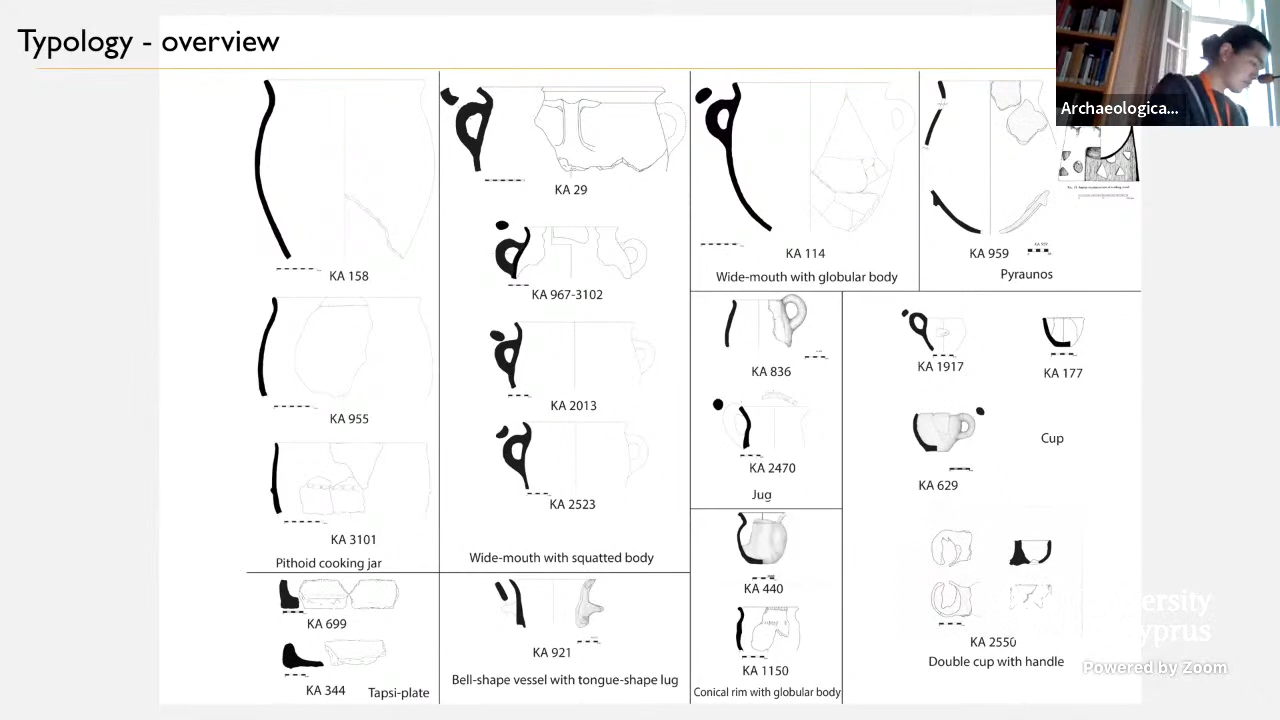 Typology - overview
Archaeologica...
KA 158
KA 955
KA 3101
Pithoid cooking jar
KA 29
KA 967-3102
KA 2013
KA 2523
Wide-mouth with squatted body
KA 114
Wide-mouth with globular body
KA 959
KA 959
Pyraunos
KA 836
KA 2470
Jug
KA 1917
KA 177
KA 629
Cup
KA 2550
Double cup with handle
KA 440
KA 1150
Conical rim with globular body
KA 699
KA 344
Tapsi-plate
KA 921
Bell-shape vessel with tongue-shape lug
Powered by Zoom